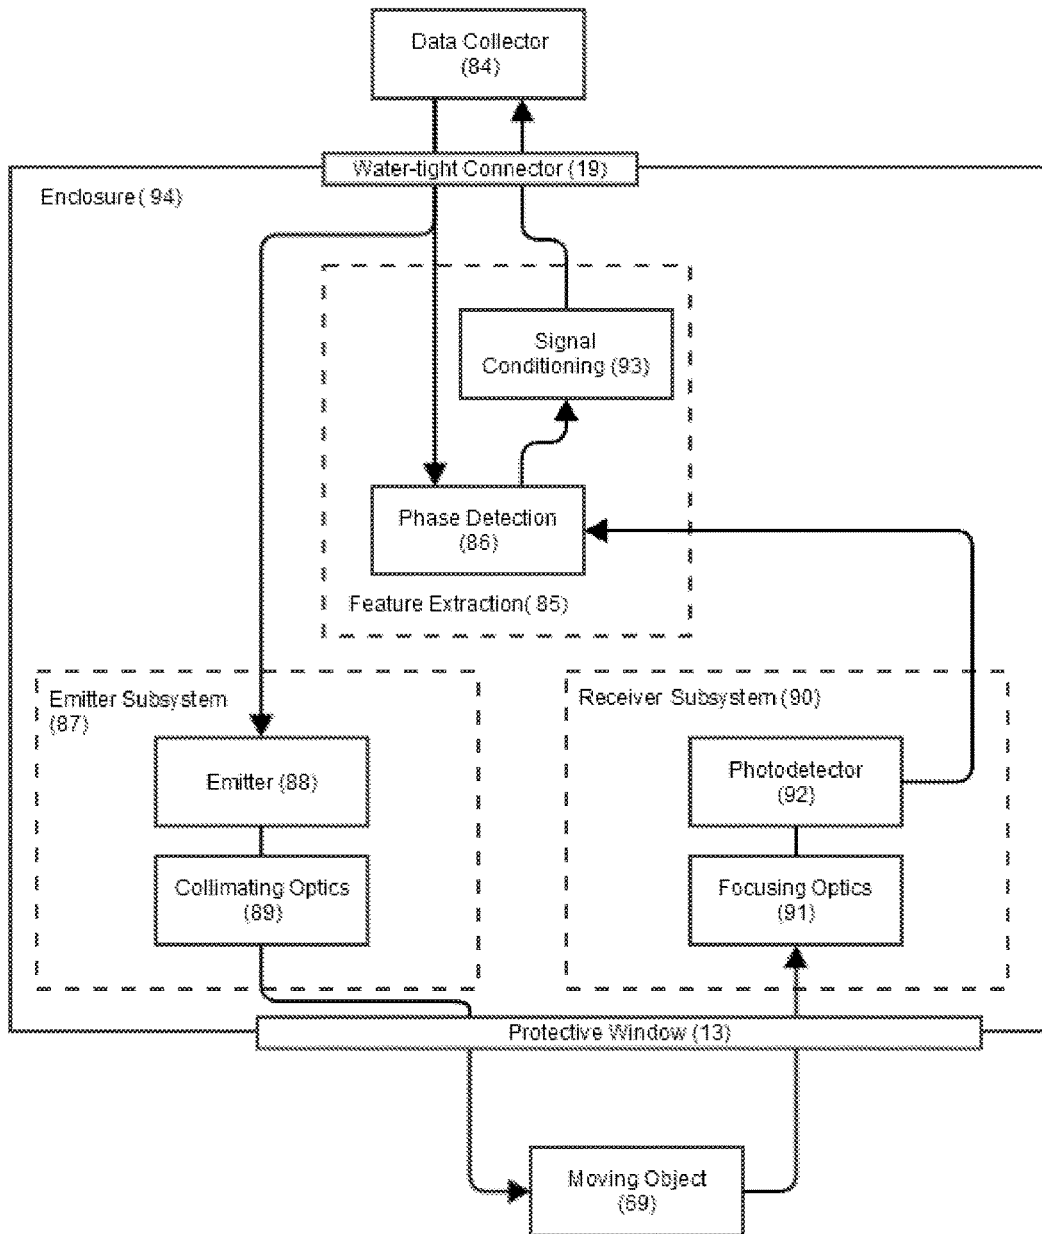 Data Collector
(84)
Water-tight Connector (19)
Enclosure ( 94)
Signal
Conditioning (93)
Phase Detection
(86)
Feature Extraction( 85)
Emitter Subsystem
(87)
Receiver Subsystem (90)
Emitter (88)
Photodetector
(92)
Collimating Optics
(89)
Focusing Optics
(91)
Protective Window (13)
Moving Object
(69)